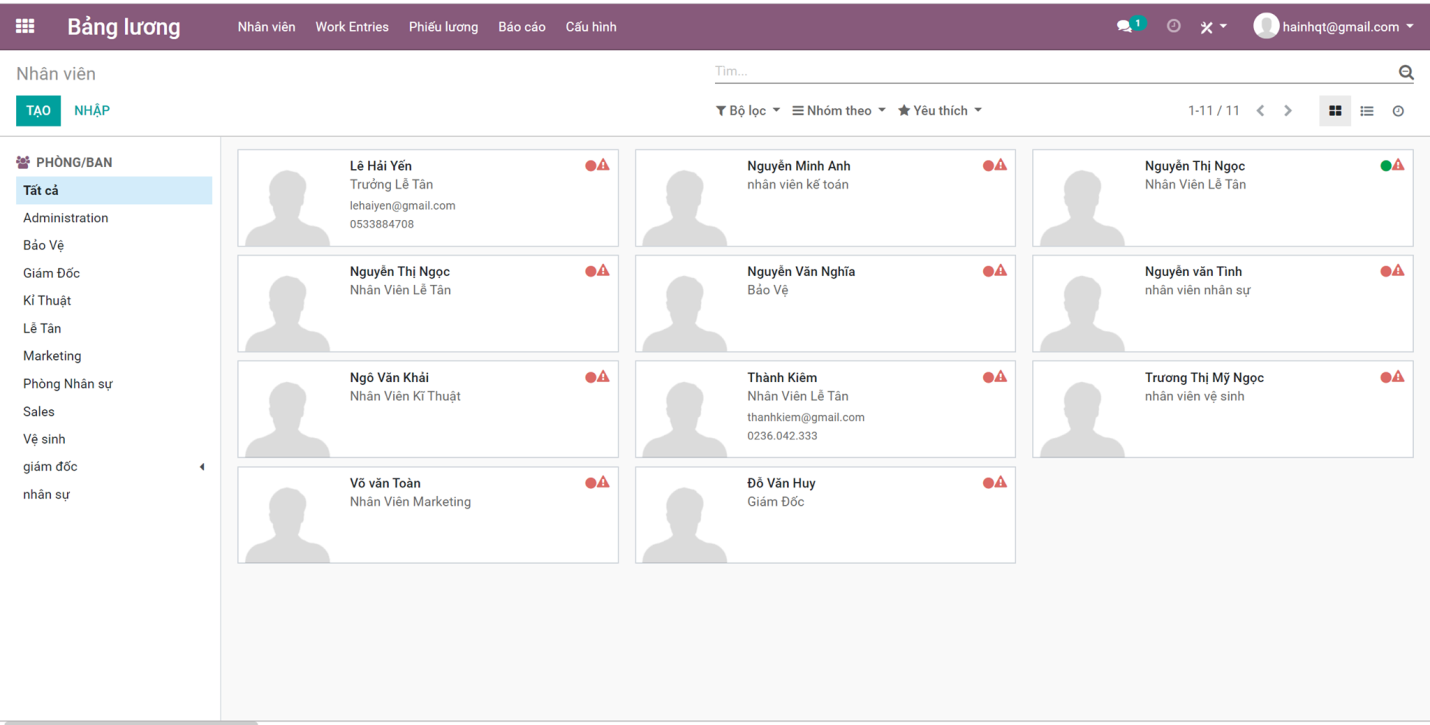 Bảng lương
Nhân viên Work Entries Phiếu lương Báo cáo Cấu hình
1
hainhqt@gmail.com
Nhân viên
Tìm...
TẠO NHẬP
Bộ lọc Nhóm theo Yêu thích
1-11 / 11
PHÒNG/BAN
Tất cả
Administration
Bảo Vệ
Giám Đốc
Kỉ Thuật
Lễ Tân
Marketing
Phòng Nhân sự
Sales
Vệ sinh
giám đốc
nhân sự
Lê Hải Yến
Trưởng Lễ Tân
lehaiyen@gmail.com
0533884708
Nguyễn Minh Anh
nhân viên kế toán
Nguyễn Thị Ngọc
Nhân Viên Lễ Tân
Nguyễn Thị Ngọc
Nhân Viên Lễ Tân
Nguyễn Văn Nghĩa
Bảo Vệ
Nguyễn văn Tình
nhân viên nhân sự
Ngô Văn Khải
Nhân Viên Kĩ Thuật
Thành Kiêm
Nhân Viên Lễ Tân
thanhkiem@gmail.com
0236.042.333
Trương Thị Mỹ Ngọc
nhân viên vệ sinh
Võ văn Toàn
Nhân Viên Marketing
Đỗ Văn Huy
Giám Đốc